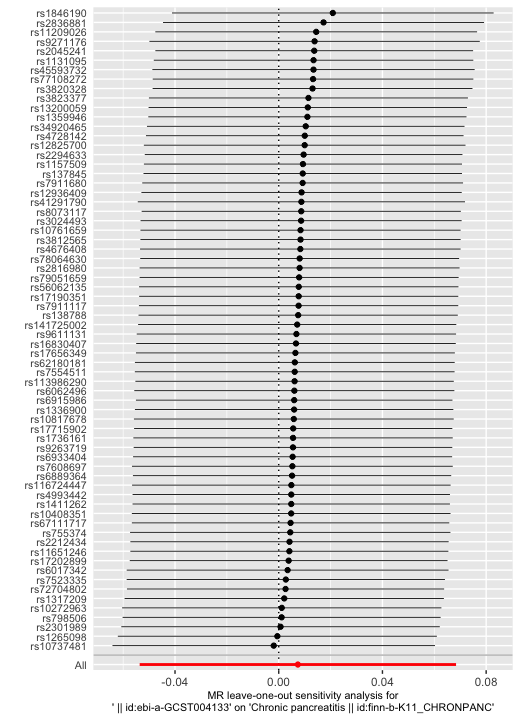 rs1846190
rs2836881
rs11209026
rs9271176
rs2045241
rs1131095
rs45593732
rs77108272
rs3820328
rs3823377
rs13200059
rs1359946
rs34920465
rs4728142
rs12825700
rs2294633
rs1157509
rs137845
rs7911680
rs12936409
rs41291790
rs8073117
rs3024493
rs10761659
rs3812565
rs4676408
rs78064630
rs2816980
rs79051659
rs56062135
rs17190351
rs7911117
rs138788
rs141725002
rs9611131
rs16830407
rs17656349
rs62180181
rs7554511
rs113986290
rs6062496
rs6915986
rs1336900
rs10817678
rs17715902
rs1736161
rs9263719
rs6933404
rs7608697
rs6889364
rs116724447
rs4993442
rs1411262
rs10408351
rs67111717
rs755374
rs2212434
rs11651246
rs17202899
rs6017342
rs7523335
rs72704802
rs1317209
rs10272963
rs798506
rs2301989
rs1265098
rs10737481
All
-0.04 0.00 0.04 0.08
MR leave-one-out sensitivity analysis for
' || id:ebi-a-GCST004133' on 'Chronic pancreatitis || id:finn-b-K11_CHRONPANC'